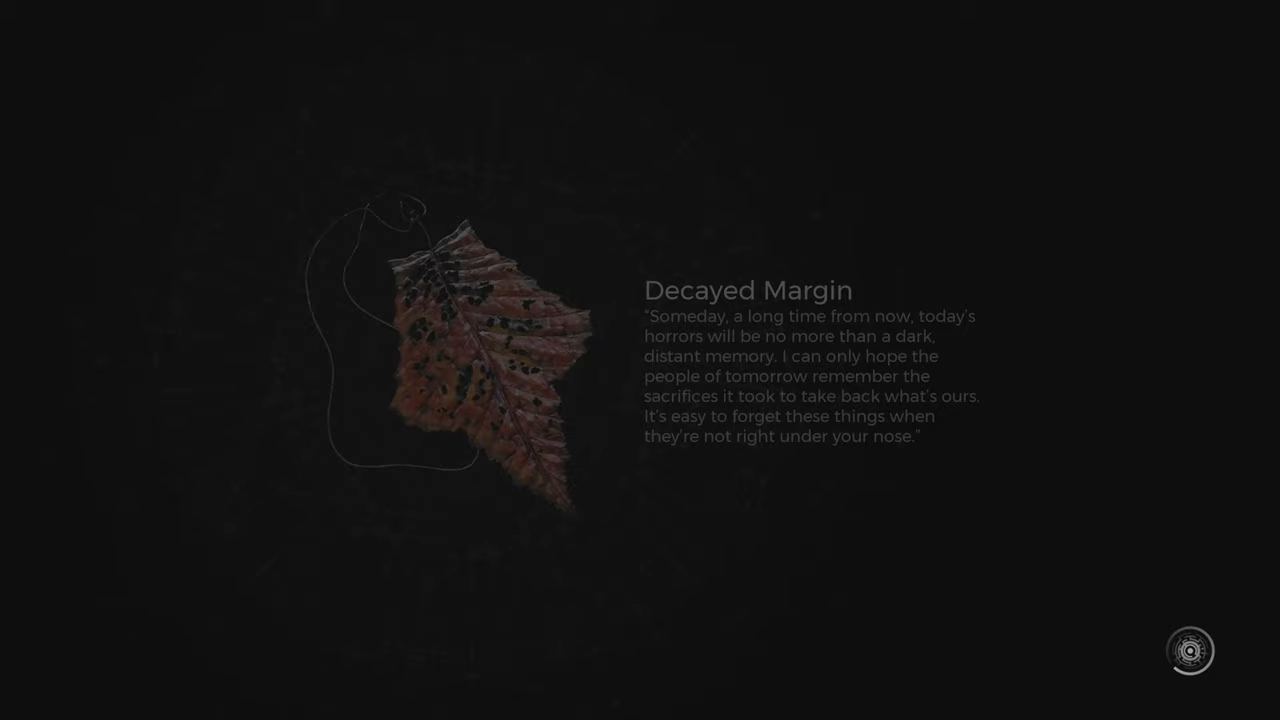 Decayed Margin
“Someday, a long time from now, today’s
horrors will be no more than a dark,
distant memory. I can only hope the
people of tomorrow remember the
sacrifices it took to take back what’s ours.
It’s easy to forget these things when
they’re not right under your nose.”